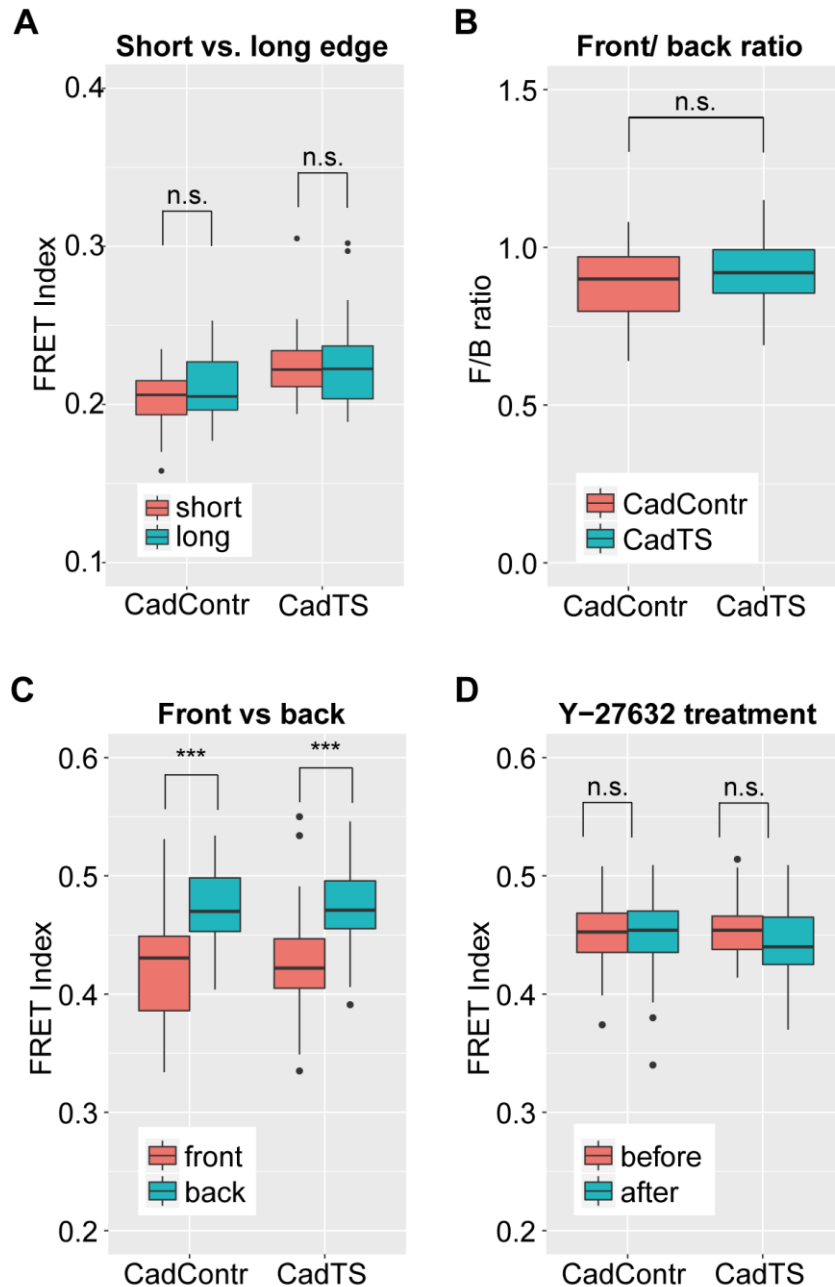 A
Short vs. long edge
0.4
0.3
0.2
0.1
FRET Index
n.s.
n.s.
short
long
CadContr
CadTS
B
Front/ back ratio
1.5
1.0
0.5
0.0
F/B ratio
n.s.
CadContr
CadTS
CadContr
CadTS
C
Front vs back
0.6
0.5
0.4
0.3
0.2
FRET Index
***
***
front
back
CadContr
CadTS
D
Y−27632 treatment
0.6
0.5
0.4
0.3
0.2
FRET Index
n.s.
n.s.
before
after
CadContr
CadTS